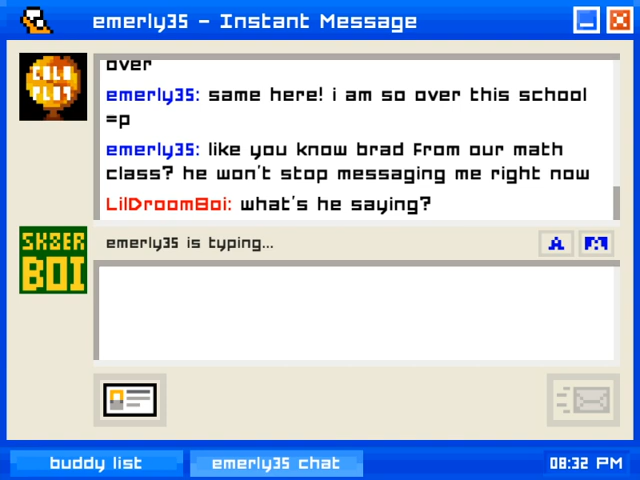 emerly35 - Instant Message
COLD
PLAY
over
emerly35: same here! i am so over this school
=p
emerly35: like you know brad from our math
class? he won't stop messaging me right now
LilDroomBoi: what's he saying?
SK8ER
BOI
emerly35 is typing...
A
buddy list
emerly35 chat
08:32 PM